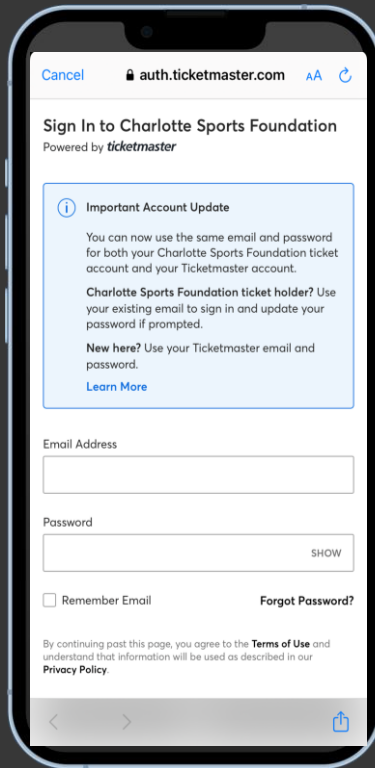 Cancel auth.ticketmaster.com AA
Sign In to Charlotte Sports Foundation
Powered by ticketmaster
Important Account Update
You can now use the same email and password
for both your Charlotte Sports Foundation ticket
account and your Ticketmaster account.
Charlotte Sports Foundation ticket holder? Use
your existing email to sign in and update your
password if prompted.
New here? Use your Ticketmaster email and
password.
Learn More
Email Address
Password
SHOW
Remember Email Forgot Password?
By continuing past this page, you agree to the Terms of Use and
understand that information will be used as described in our
Privacy Policy.